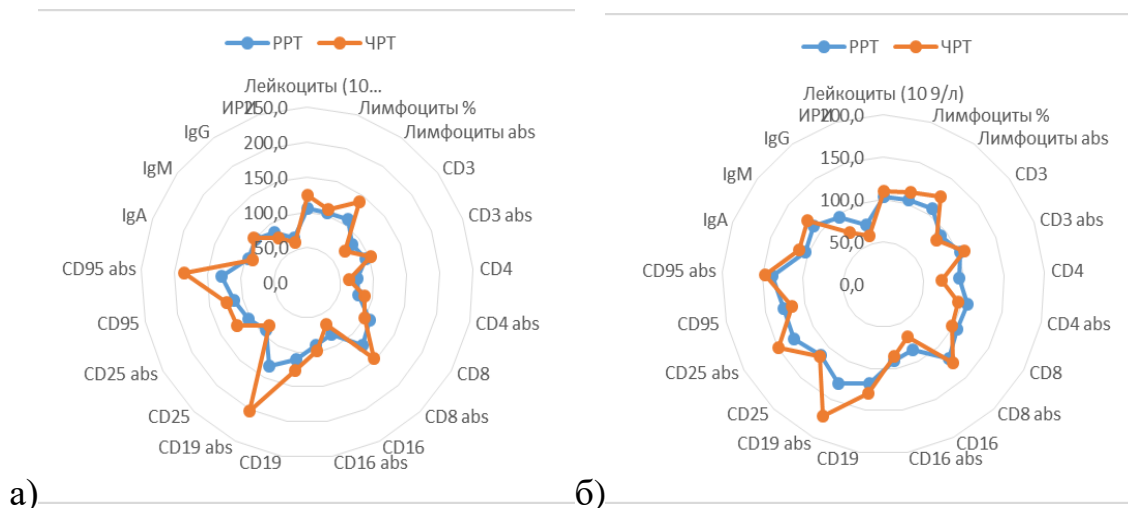 РРТ ЧРТ
Лейкоциты (10...
Лимфоциты %
Лимфоциты abs
CD3
CD3 abs
CD4
CD4 abs
CD8
CD8 abs
CD16
CD16 abs
CD19
CD19 abs
CD25
CD25 abs
CD95
CD95 abs
IgA
IgM
IgG
ИРИ
250,0
200,0
150,0
100,0
50,0
0,0
а)
РРТ ЧРТ
Лейкоциты (10 9/л)
Лимфоциты %
Лимфоциты abs
CD3
CD3 abs
CD4
CD4 abs
CD8
CD8 abs
CD16
CD16 abs
CD19
CD19 abs
CD25
CD25 abs
CD95
CD95 abs
IgA
IgM
IgG
ИРИ
200,0
150,0
100,0
50,0
0,0
б)